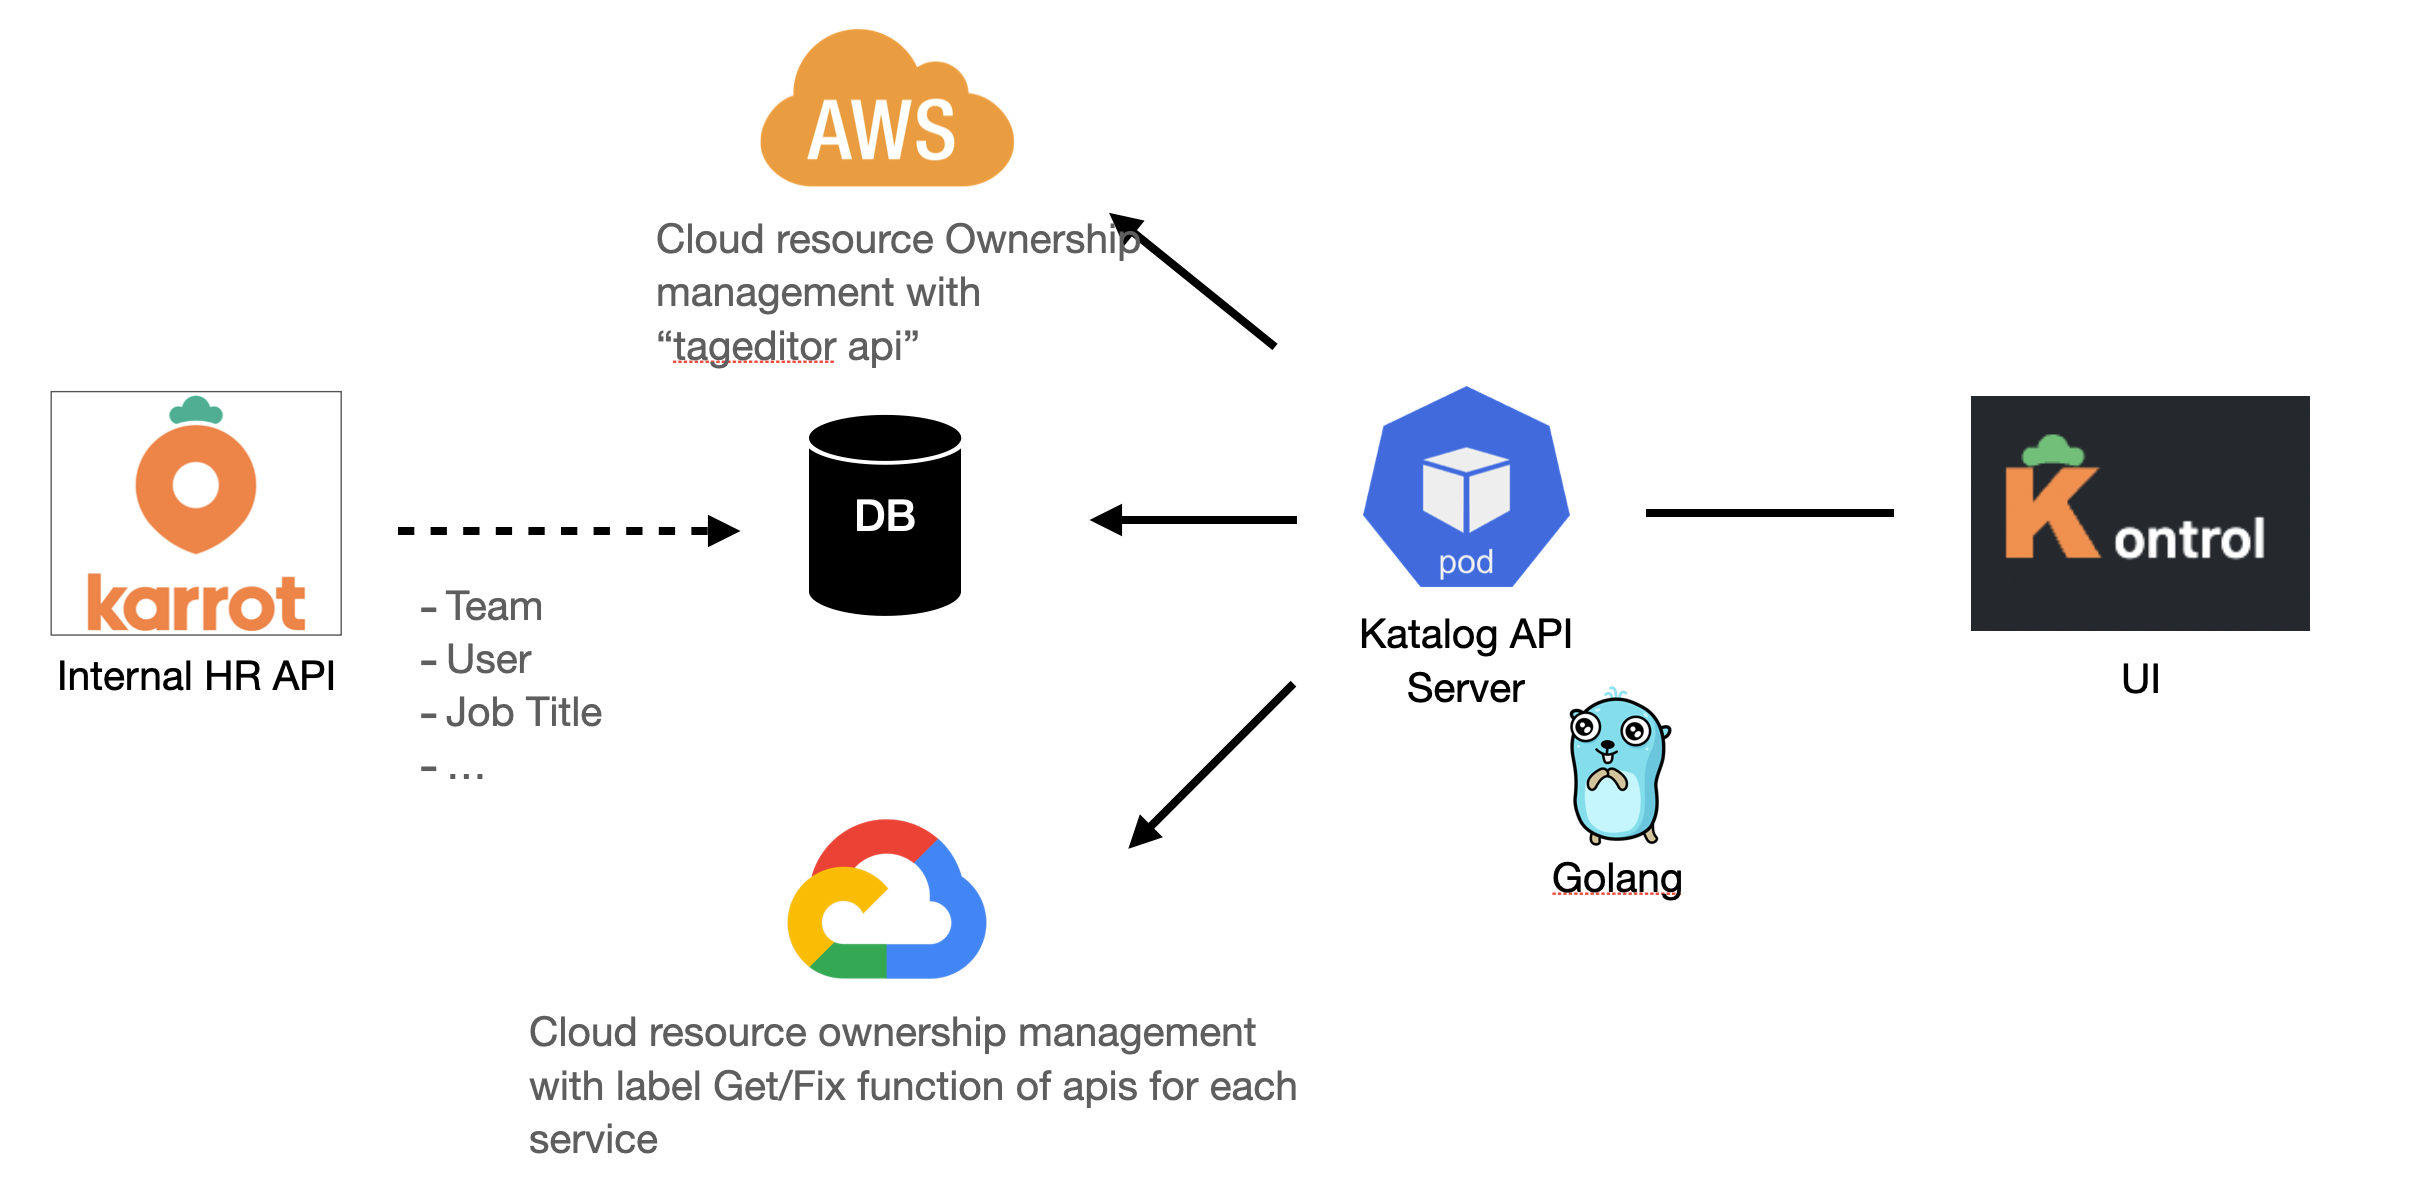 AWS
Cloud resource Ownership
management with
“tageditor api”
karrot
Internal HR API
- Team
- User
- Job Title
- ...
DB
pod
Katalog API
Server
Golang
Kontrol
UI
Cloud resource ownership management
with label Get/Fix function of apis for each
service